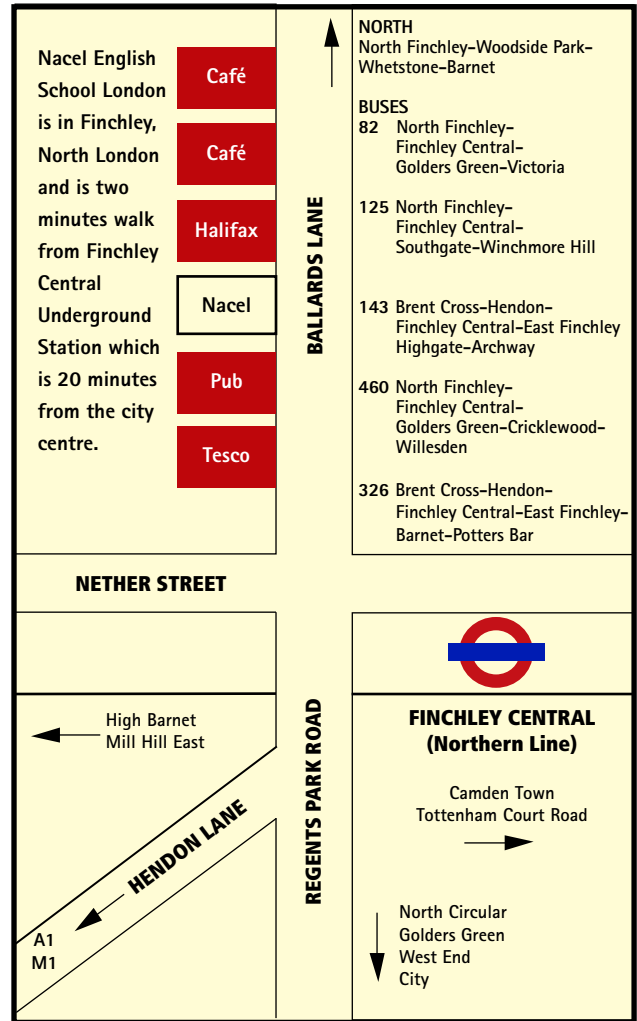 Nacel English
School London
is in Finchley,
North London
and is two
minutes walk
from Finchley
Central
Underground
Station which
is 20 minutes
from the city
centre.
Café
Café
Halifax
Nacel
Pub
Tesco
BALLARDS LANE
NORTH
North Finchley-Woodside Park-
Whetstone-Barnet
BUSES
82 North Finchley-
Finchley Central-
Golders Green-Victoria
125 North Finchley-
Finchley Central-
Southgate-Winchmore Hill
143 Brent Cross-Hendon-
Finchley Central-East Finchley
Highgate-Archway
460 North Finchley-
Finchley Central-
Golders Green-Cricklewood-
Willesden
326 Brent Cross-Hendon-
Finchley Central-East Finchley-
Barnet-Potters Bar
NETHER STREET
High Barnet
Mill Hill East
HENDON LANE
A1
M1
REGENTS PARK ROAD
FINCHLEY CENTRAL
(Northern Line)
Camden Town
Tottenham Court Road
North Circular
Golders Green
West End
City